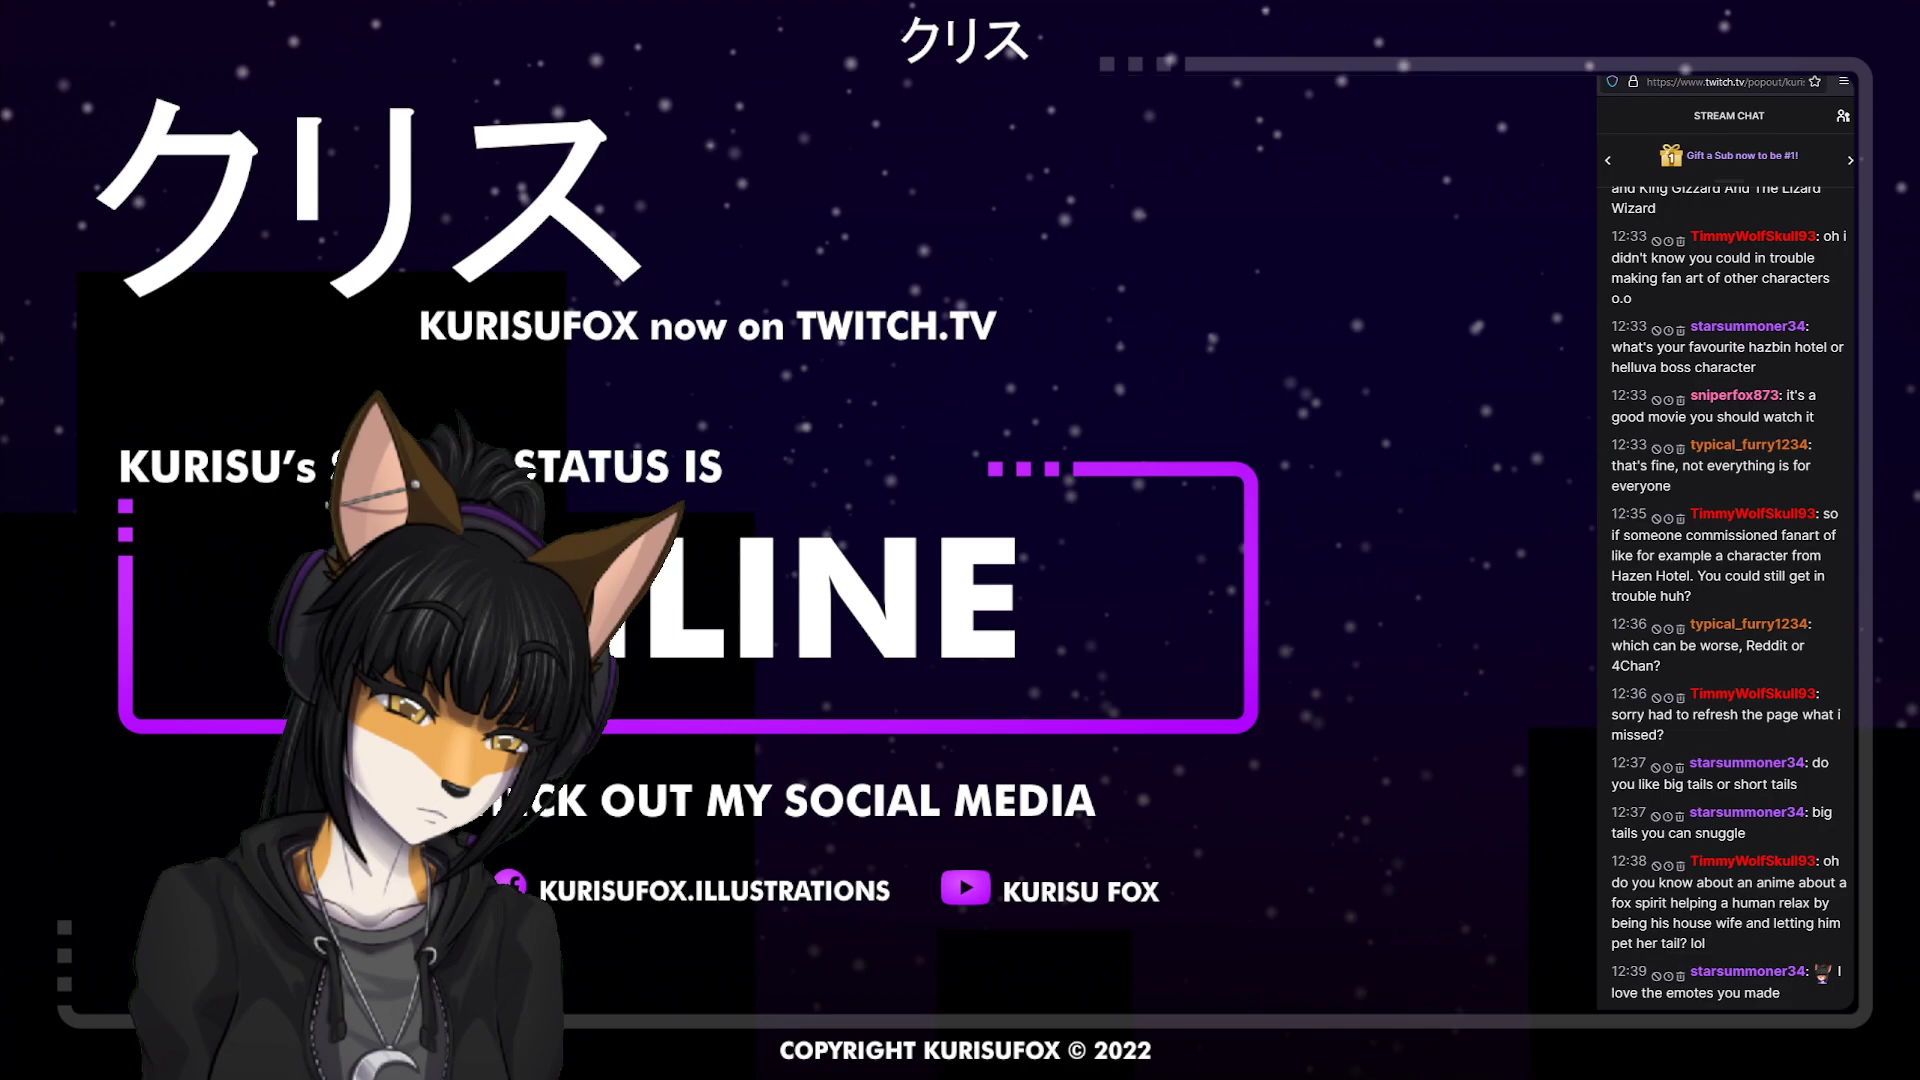 クリス
クリス
KURISUFOX now on TWITCH.TV
KURISU's STATUS IS
LINE
CK OUT MY SOCIAL MEDIA
KURISUFOX.ILLUSTRATIONS
KURISU FOX
COPYRIGHT KURISUFOX © 2022
https://www.twitch.tv/popout/kuri
STREAM CHAT
1 Gift a Sub now to be #1!
and King Gizzard And The Lizard
Wizard
12:33 TimmyWolfSkull93: oh i
didn't know you could in trouble
making fan art of other characters
o.o
12:33 starsummoner34:
what's your favourite hazbin hotel or
helluva boss character
12:33 sniperfox873: it's a
good movie you should watch it
12:33 typical_furry1234:
that's fine, not everything is for
everyone
12:35 TimmyWolfSkull93: so
if someone commissioned fanart of
like for example a character from
Hazen Hotel. You could still get in
trouble huh?
12:36 typical_furry1234:
which can be worse, Reddit or
4Chan?
12:36 TimmyWolfSkull93:
sorry had to refresh the page what i
missed?
12:37 starsummoner34: do
you like big tails or short tails
12:37 starsummoner34: big
tails you can snuggle
12:38 TimmyWolfSkull93: oh
do you know about an anime about a
fox spirit helping a human relax by
being his house wife and letting him
pet her tail? lol
12:39 starsummoner34: I
love the emotes you made